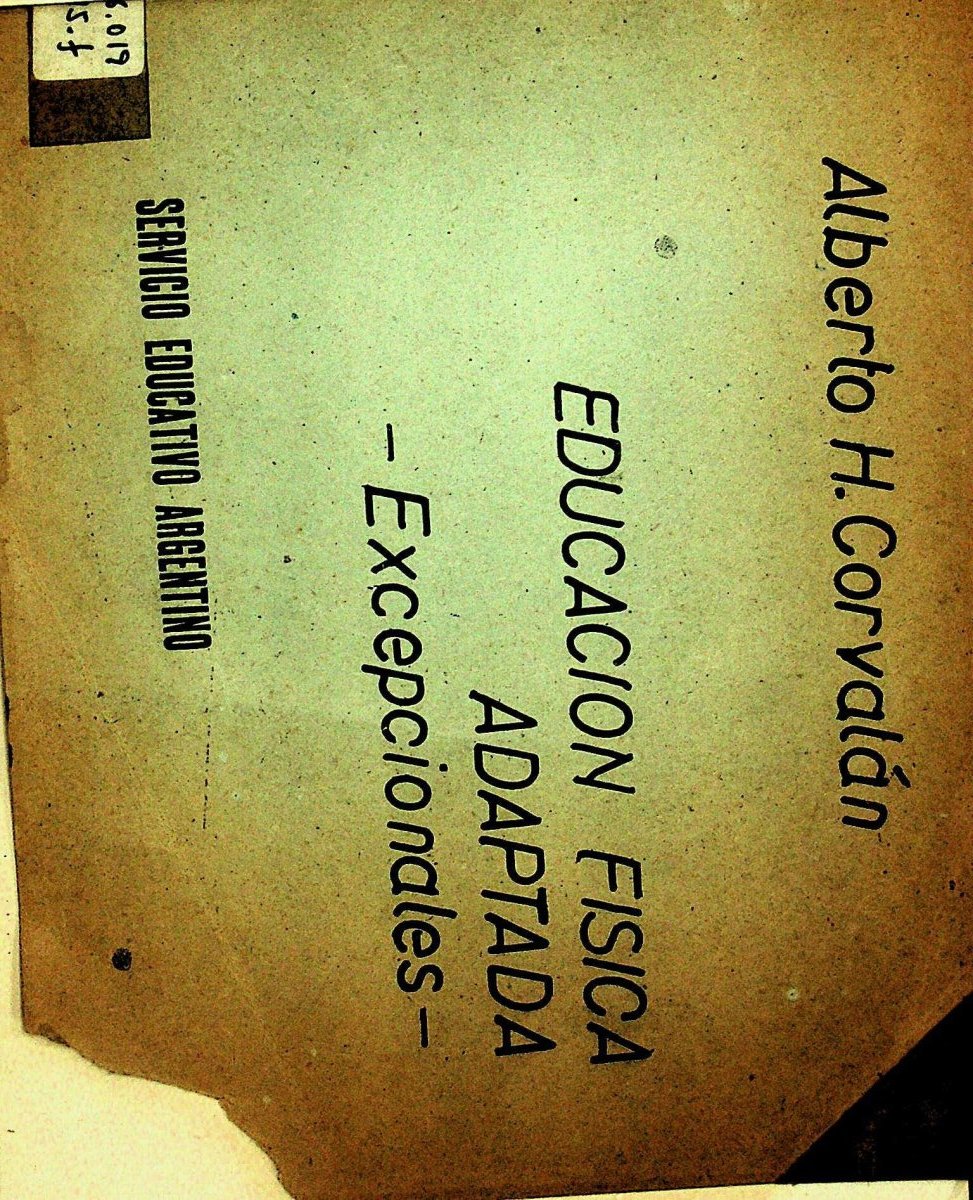 Alberto H. Corvalán
EDUCACION FISICA
ADAPTADA
– Excepcionales –
SERVICIO EDUCATIVO ARGENTINO